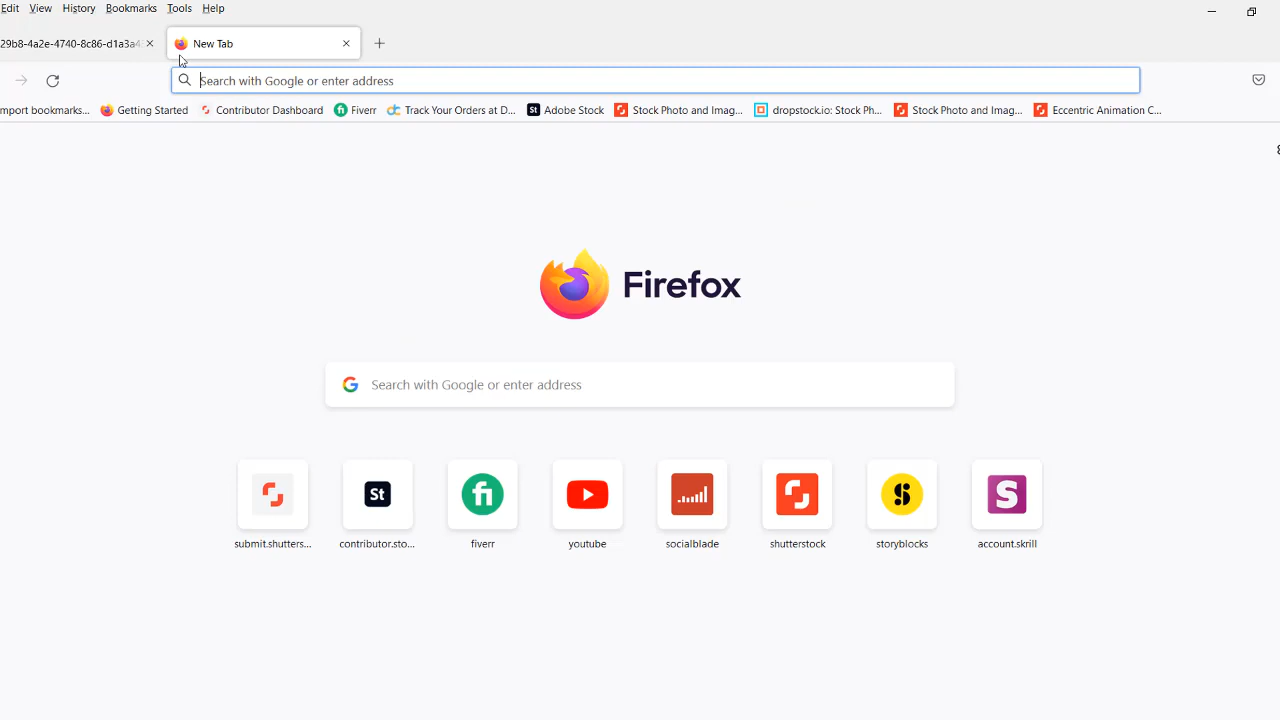 Edit View History Bookmarks Tools Help
29b8-4a2e-4740-8c86-d1a3a4 New Tab
Search with Google or enter address
mport bookmarks... Getting Started Contributor Dashboard Fiverr Track Your Orders at D... St Adobe Stock Stock Photo and Imag... dropstock.io: Stock Ph... Stock Photo and Imag... Eccentric Animation C...
Firefox
Search with Google or enter address
St fi
submit.shutters... contributor.sto... fiverr youtube socialblade shutterstock storyblocks account.skrill